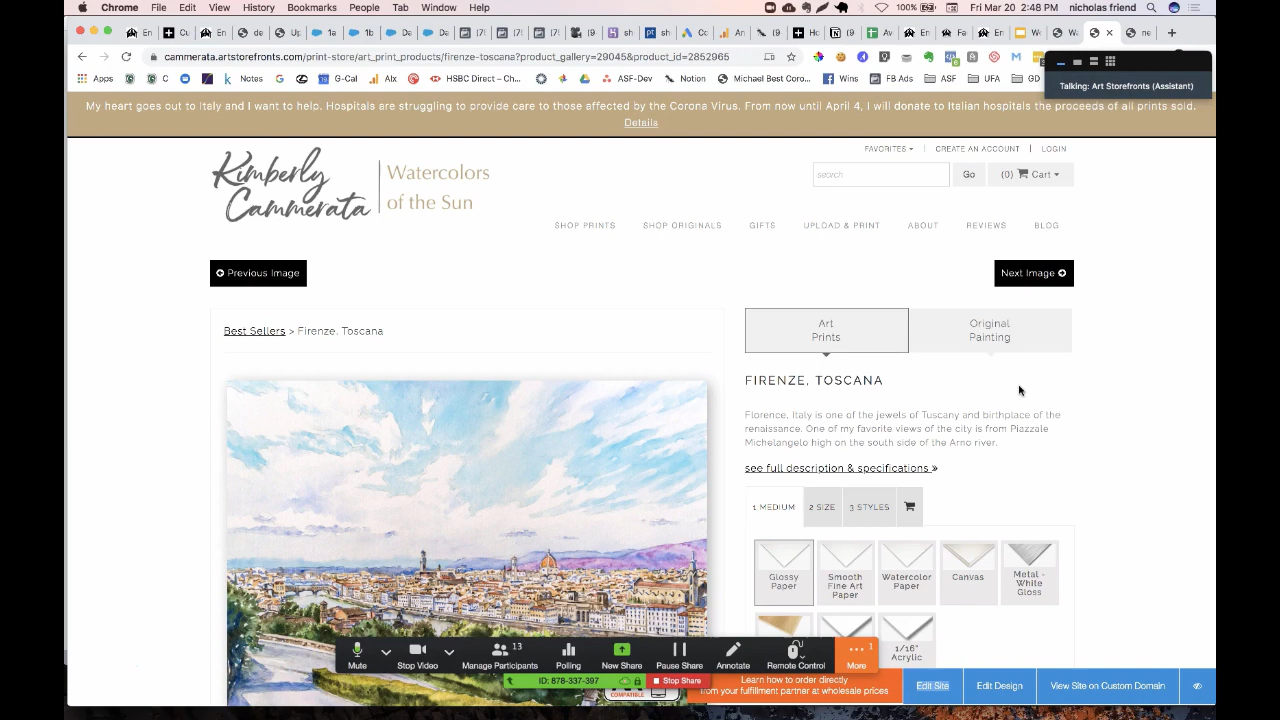 Chrome File Edit View History Bookmarks People Tab Window Help 100% Fri Mar 20 2:48 PM nicholas friend
cammerata.artstorefronts.com/print-store/art_print_products/firenze-toscana?product_gallery=29045&product_id=2852965
Apps G G C k Notes G-Cal HSBC Direct – Ch... ASF-Dev Notion Michael Best Coro... Wins FB Ads ASF UFA GD
Talking: Art Storefronts (Assistant)
My heart goes out to Italy and I want to help. Hospitals are struggling to provide care to those affected by the Corona Virus. From now until April 4, I will donate to Italian hospitals the proceeds of all prints sold.
Details
FAVORITES CREATE AN ACCOUNT LOGIN
Kimberly Cammerata
Watercolors of the Sun
search Go (0) Cart
SHOP PRINTS SHOP ORIGINALS GIFTS UPLOAD & PRINT ABOUT REVIEWS BLOG
Previous Image Next Image
Best Sellers > Firenze, Toscana
Art Prints
Original Painting
FIRENZE, TOSCANA
Florence, Italy is one of the jewels of Tuscany and birthplace of the
renaissance. One of my favorite views of the city is from Piazzale
Michelangelo high on the south side of the Arno river.
see full description & specifications »
1 MEDIUM 2 SIZE 3 STYLES
Glossy Paper
Smooth Fine Art Paper
Watercolor Paper
Canvas
Metal - White Gloss
1/16" Acrylic
Mute Stop Video Manage Participants 13 Polling New Share Pause Share Annotate Remote Control More 1
ID: 878-337-397 Stop Share
COMPATIBLE
Learn how to order directly
from your fulfillment partner at wholesale prices
Edit Site Edit Design View Site on Custom Domain